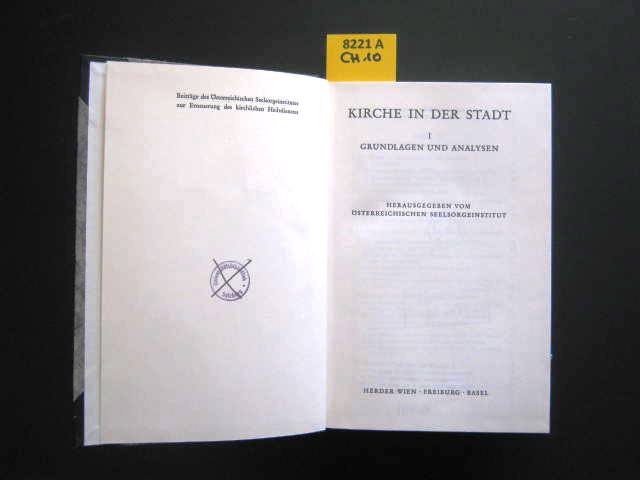 8221 A
CH 10
Beiträge des Österreichischen Seelsorgeinstitutes
zur Erneuerung des kirchlichen Heilsdienstes
KIRCHE IN DER STADT
I
GRUNDLAGEN UND ANALYSEN
HERAUSGEGEBEN VOM
ÖSTERREICHISCHEN SEELSORGEINSTITUT
Salzburg
HERDER · WIEN · FREIBURG · BASEL